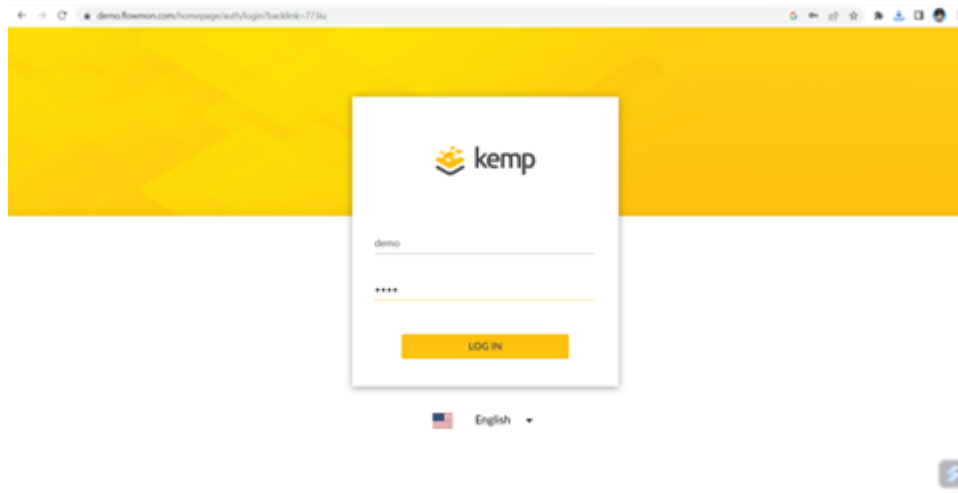 demo.flowmon.com/homepage/auth/login?backlink=773iu
kemp
demo
****
LOG IN
English